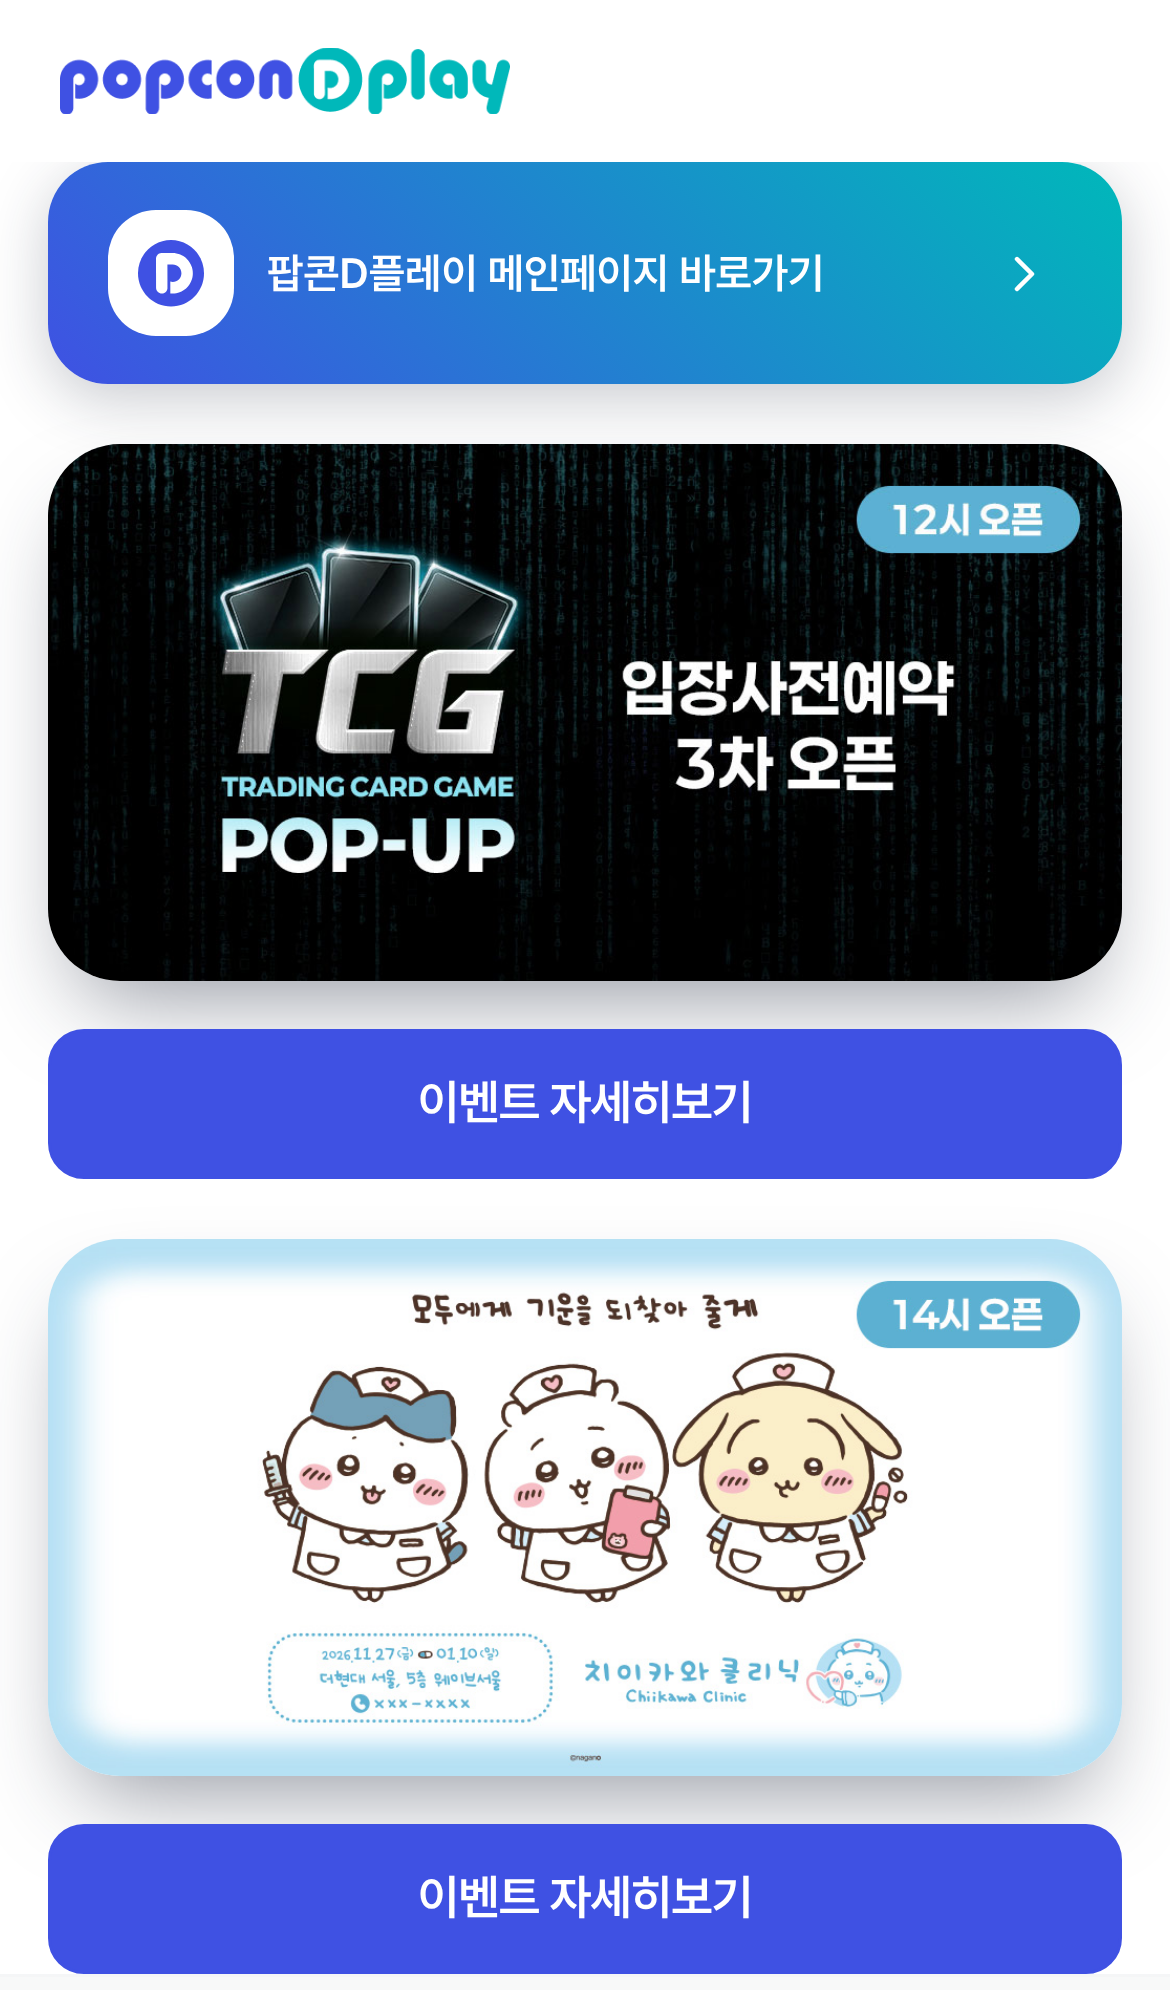 popcon D play
팝콘D플레이 메인페이지 바로가기
12시 오픈
TCG
TRADING CARD GAME
POP-UP
입장사전예약
3차 오픈
이벤트 자세히보기
모두에게 기운을 되찾아 줄게
14시 오픈
2026.11.27(금) 01.10(일)
더현대 서울, 5층 웨이브서울
xxx-xxxx
치이카와 클리닉
Chiikawa Clinic
©nagano
이벤트 자세히보기